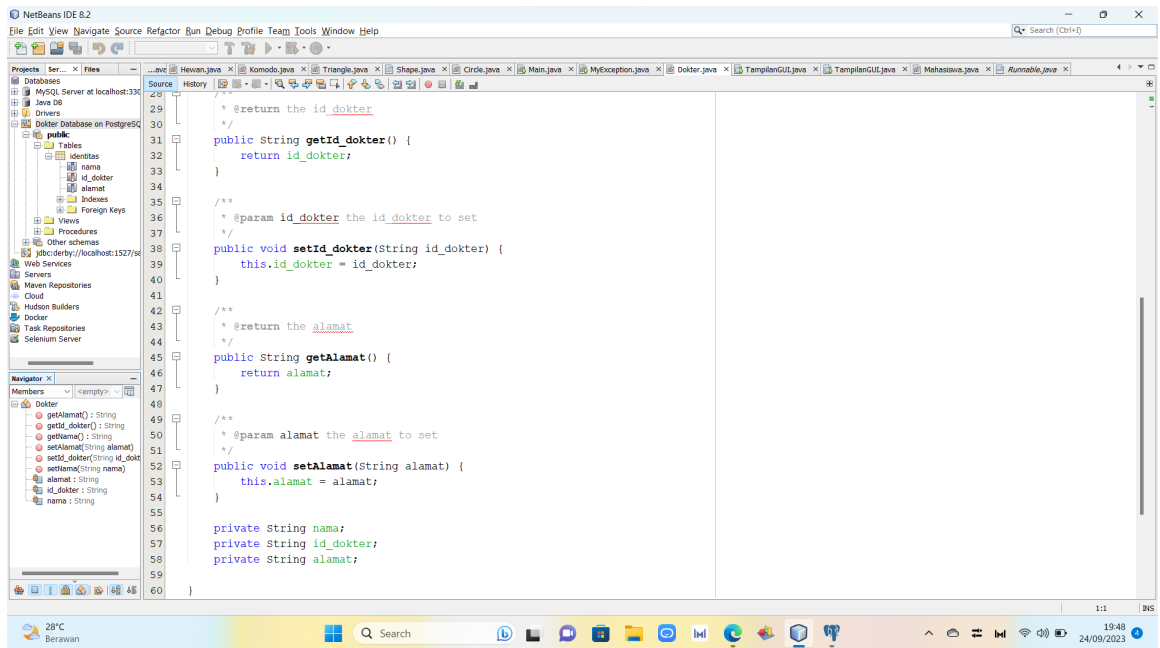 NetBeans IDE 8.2
File Edit View Navigate Source Refactor Run Debug Profile Team Tools Window Help
Search (Ctrl+I)
Projects Ser... × Files
...ava Hewan.java × Komodo.java × Triangle.java × Shape.java × Circle.java × Main.java × MyException.java × Dokter.java × TampilanGUI.java × TampilanGUI.java × Mahasiswa.java × Runnable.java ×
Source History
Databases
MySQL Server at localhost:330
Java DB
Drivers
Dokter Database on PostgreSQ
public
Tables
identitas
nama
id_dokter
alamat
Indexes
Foreign Keys
Views
Procedures
Other schemas
jdbc:derby://localhost:1527/sa
Web Services
Servers
Maven Repositories
Cloud
Hudson Builders
Docker
Task Repositories
Selenium Server
Navigator ×
Members <empty>
Dokter
getAlamat() : String
getId_dokter() : String
getNama() : String
setAlamat(String alamat)
setId_dokter(String id_dokt
setNama(String nama)
alamat : String
id_dokter : String
nama : String
28 /**
29 * @return the id_dokter
30 */
31 public String getId_dokter() {
32 return id_dokter;
33 }
34
35 /**
36 * @param id_dokter the id_dokter to set
37 */
38 public void setId_dokter(String id_dokter) {
39 this.id_dokter = id_dokter;
40 }
41
42 /**
43 * @return the alamat
44 */
45 public String getAlamat() {
46 return alamat;
47 }
48
49 /**
50 * @param alamat the alamat to set
51 */
52 public void setAlamat(String alamat) {
53 this.alamat = alamat;
54 }
55
56 private String nama;
57 private String id_dokter;
58 private String alamat;
59
60 }
1:1 INS
28°C
Berawan
Search
19:48
24/09/2023
4